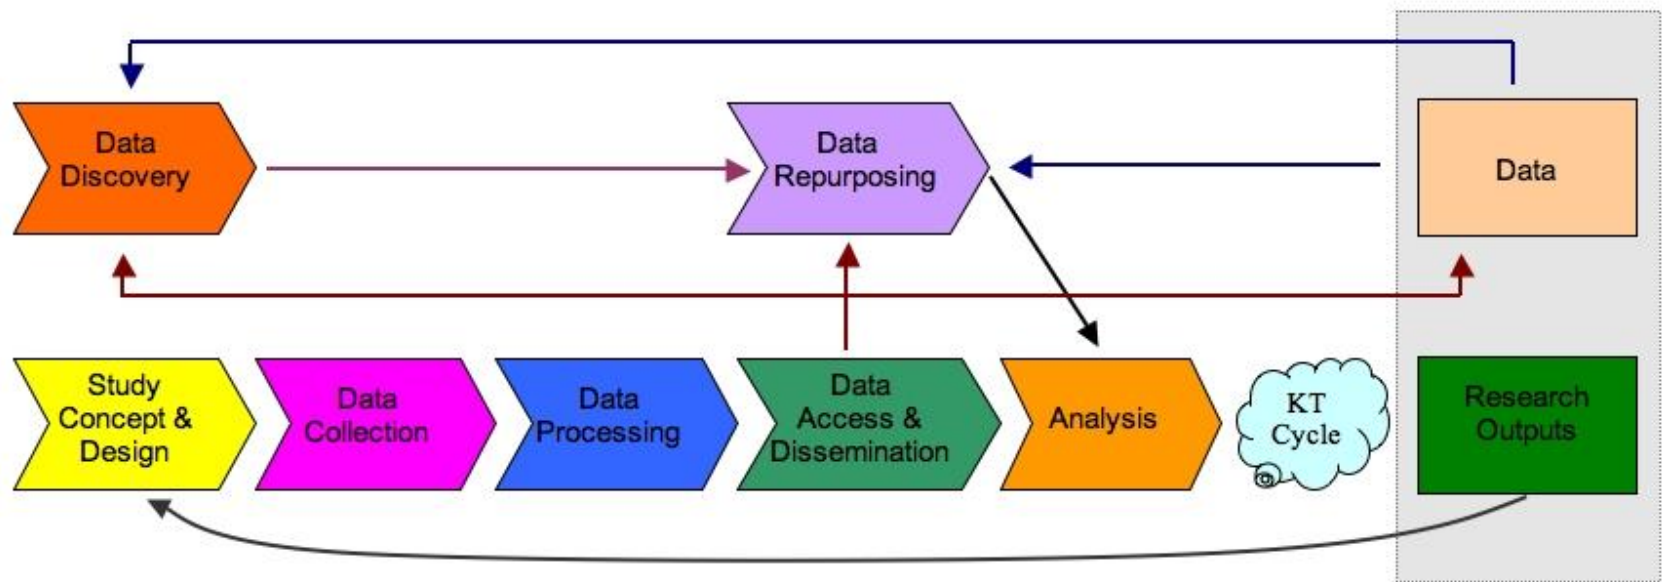 Data
Discovery
Data
Repurposing
Data
Study
Concept &
Design
Data
Collection
Data
Processing
Data
Access &
Dissemination
Analysis
KT
Cycle
Research
Outputs